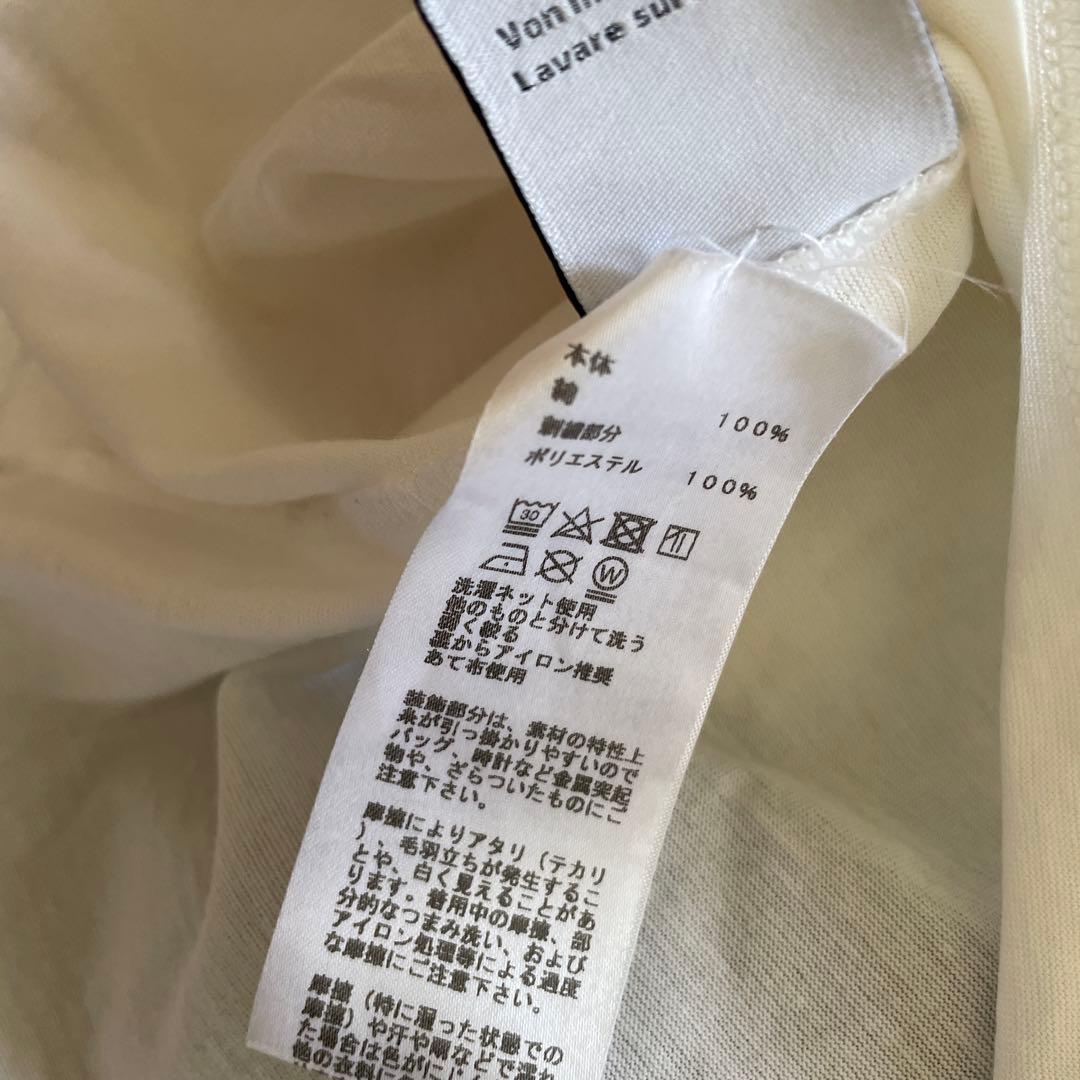 Von
Lavare su
本体
綿 100%
刺繍部分
ポリエステル 100%
30
W
洗濯ネット使用
他のものと分けて洗う
弱く絞る
裏からアイロン推奨
あて布使用
装飾部分は、素材の特性上
糸が引っ掛かりやすいので
バッグ、時計など金属突起
物や、ざらついたものにご
注意下さい。
摩擦によりアタリ（テカリ
）、毛羽立ちが発生するこ
とや、白く見えることがあ
ります。着用中の摩擦、部
分的なつまみ洗い、および
アイロン処理等による過度
な摩擦にご注意下さい。
摩擦（特に湿った状態での
摩擦）や汗や雨などで濡れ
た場合は色がにじし
他の衣料に